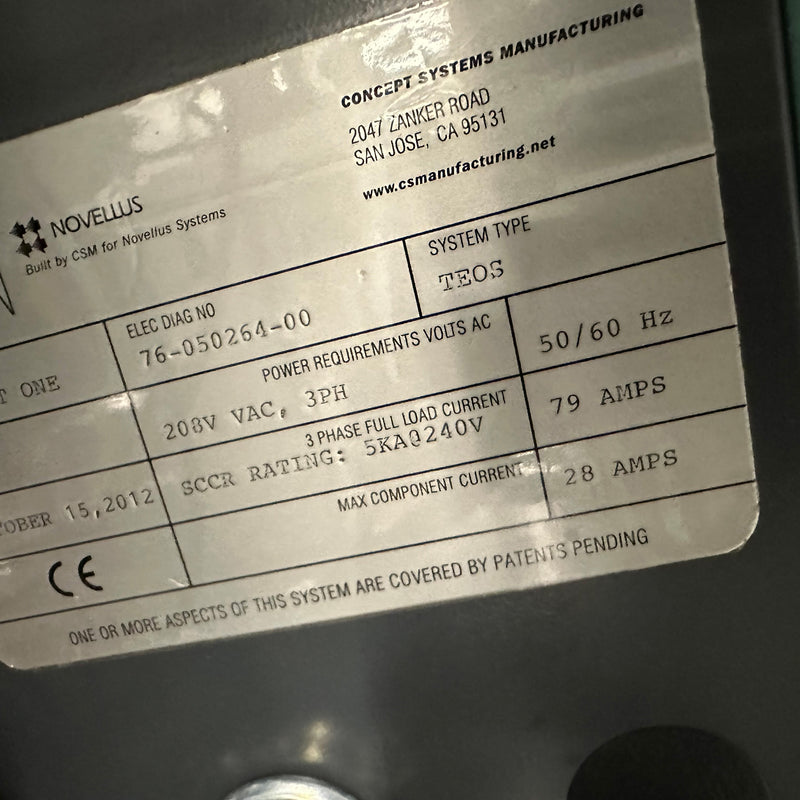 CONCEPT SYSTEMS MANUFACTURING
2047 ZANKER ROAD
SAN JOSE, CA 95131
www.csmanufacturing.net
NOVELLUS
Built by CSM for Novellus Systems
SYSTEM TYPE
TEOS
ELEC DIAG NO
76-050264-00
T ONE
POWER REQUIREMENTS VOLTS AC
208V VAC, 3PH
50/60 Hz
3 PHASE FULL LOAD CURRENT
SCCR RATING: 5KA@240V
79 AMPS
TOBER 15,2012
MAX COMPONENT CURRENT
28 AMPS
CE
ONE OR MORE ASPECTS OF THIS SYSTEM ARE COVERED BY PATENTS PENDING